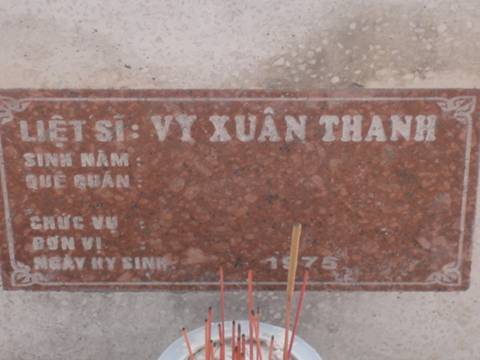 LIỆT SĨ: VY XUÂN THANH
SINH NĂM :
QUÊ QUÁN :
CHỨC VỤ :
ĐƠN VỊ :
NGÀY HY SINH: 1975